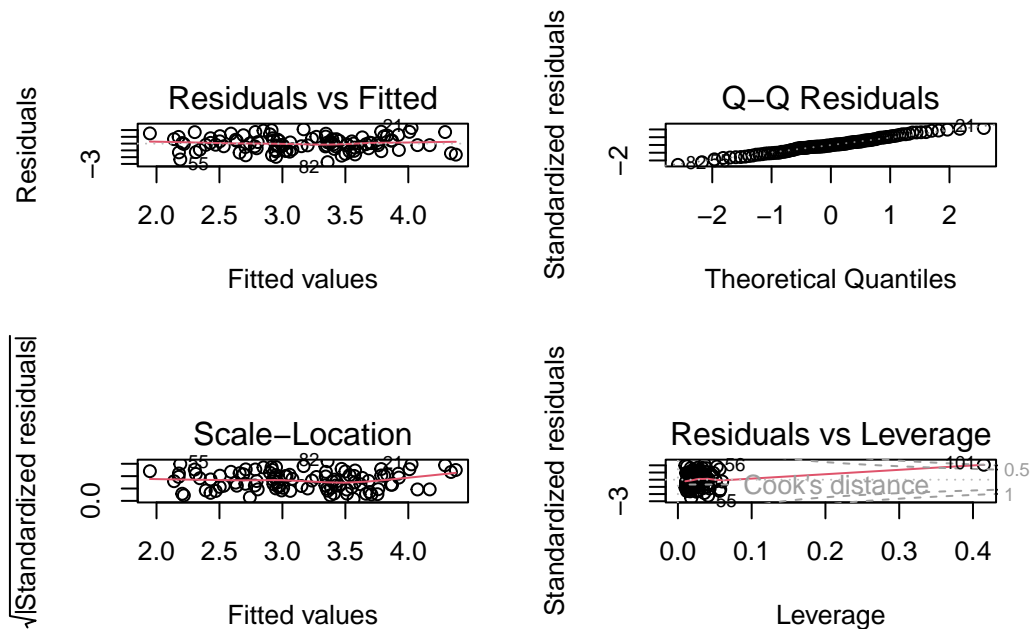 Residuals vs Fitted
Residuals
−3
21
55
82
2.0 2.5 3.0 3.5 4.0
Fitted values
Q−Q Residuals
Standardized residuals
−2
21
82
55
−2 −1 0 1 2
Theoretical Quantiles
Scale−Location
√|Standardized residuals|
0.0
55
82
21
2.0 2.5 3.0 3.5 4.0
Fitted values
Residuals vs Leverage
Standardized residuals
−3
56
101
0.5
Cook's distance
1
55
0.0 0.1 0.2 0.3 0.4
Leverage